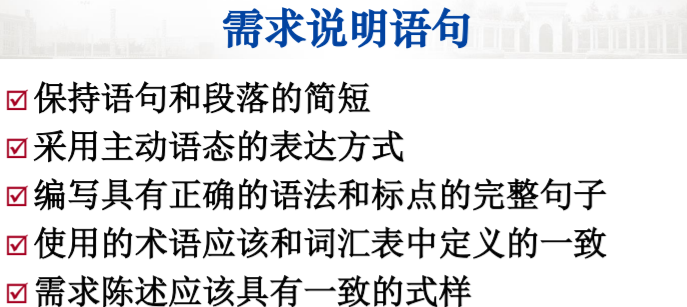 需求说明语句
保持语句和段落的简短
采用主动语态的表达方式
编写具有正确的语法和标点的完整句子
使用的术语应该和词汇表中定义的一致
需求陈述应该具有一致的式样